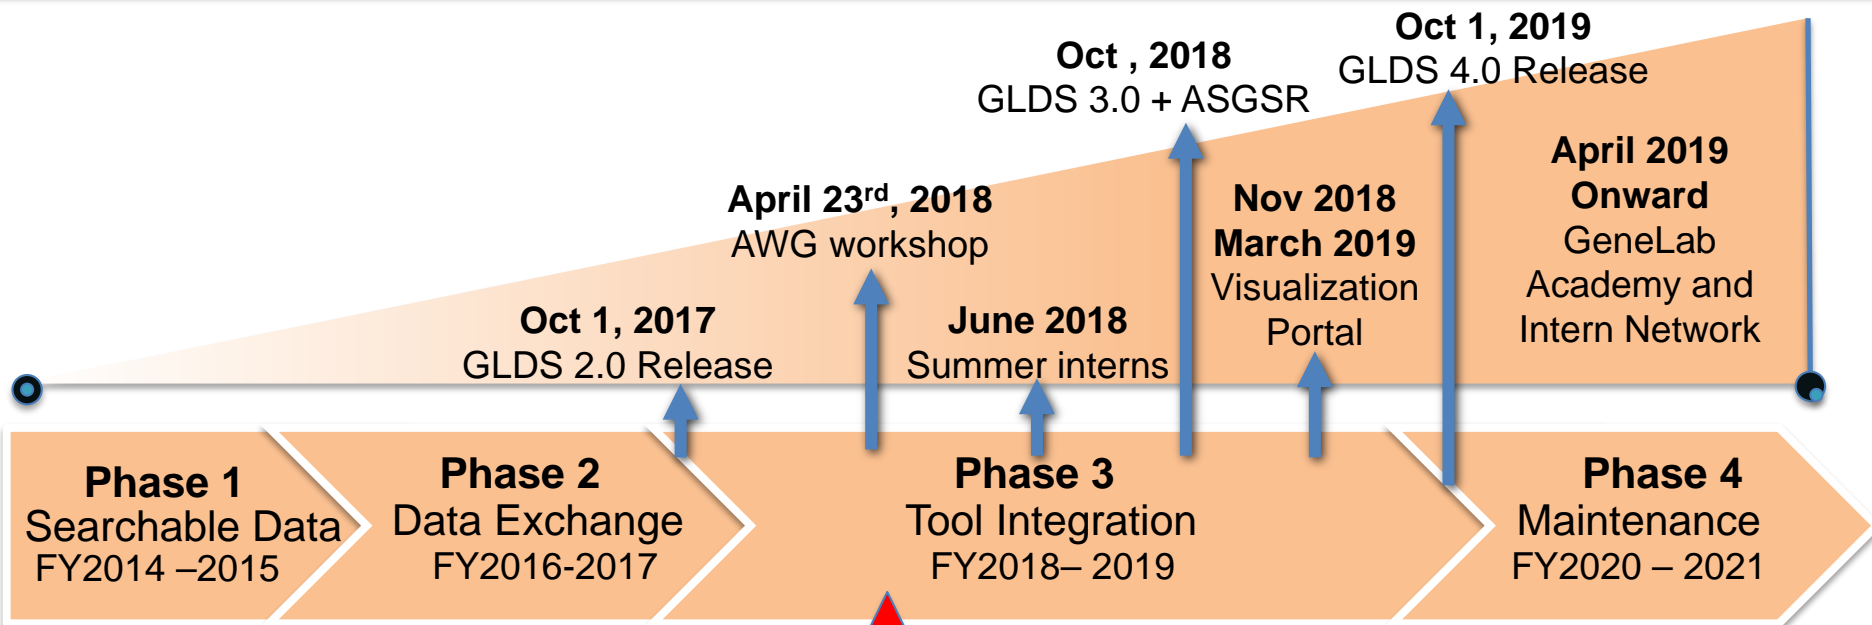 Oct 1, 2019
GLDS 4.0 Release
Oct , 2018
GLDS 3.0 + ASGSR
April 23rd, 2018
AWG workshop
Nov 2018
March 2019
Visualization
Portal
April 2019
Onward
GeneLab
Academy and
Intern Network
Oct 1, 2017
GLDS 2.0 Release
June 2018
Summer interns
Phase 1
Searchable Data
FY2014 –2015
Phase 2
Data Exchange
FY2016-2017
Phase 3
Tool Integration
FY2018– 2019
Phase 4
Maintenance
FY2020 – 2021